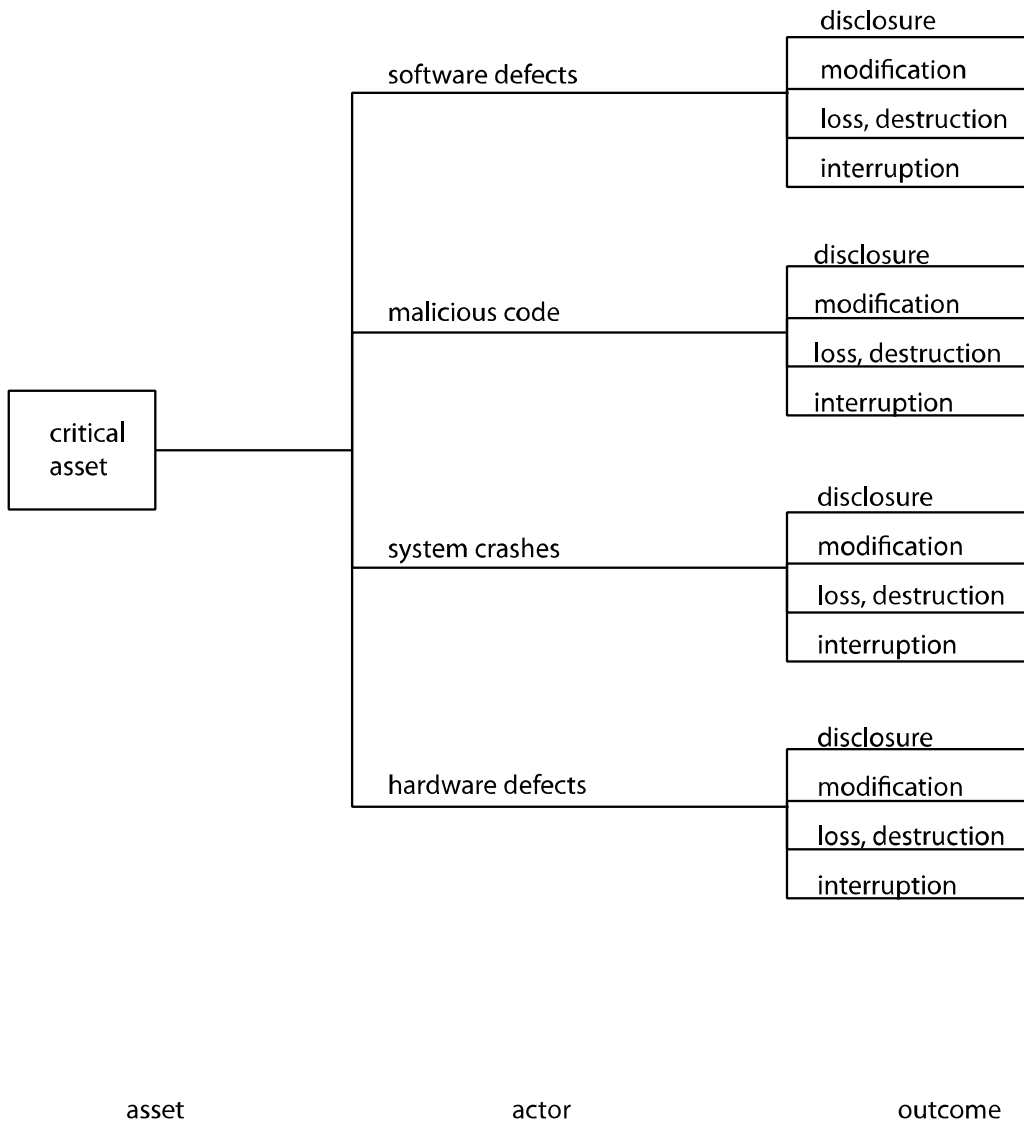 disclosure
software defects
modification
loss, destruction
interruption
disclosure
malicious code
modification
loss, destruction
interruption
critical
asset
disclosure
system crashes
modification
loss, destruction
interruption
disclosure
hardware defects
modification
loss, destruction
interruption
asset
actor
outcome